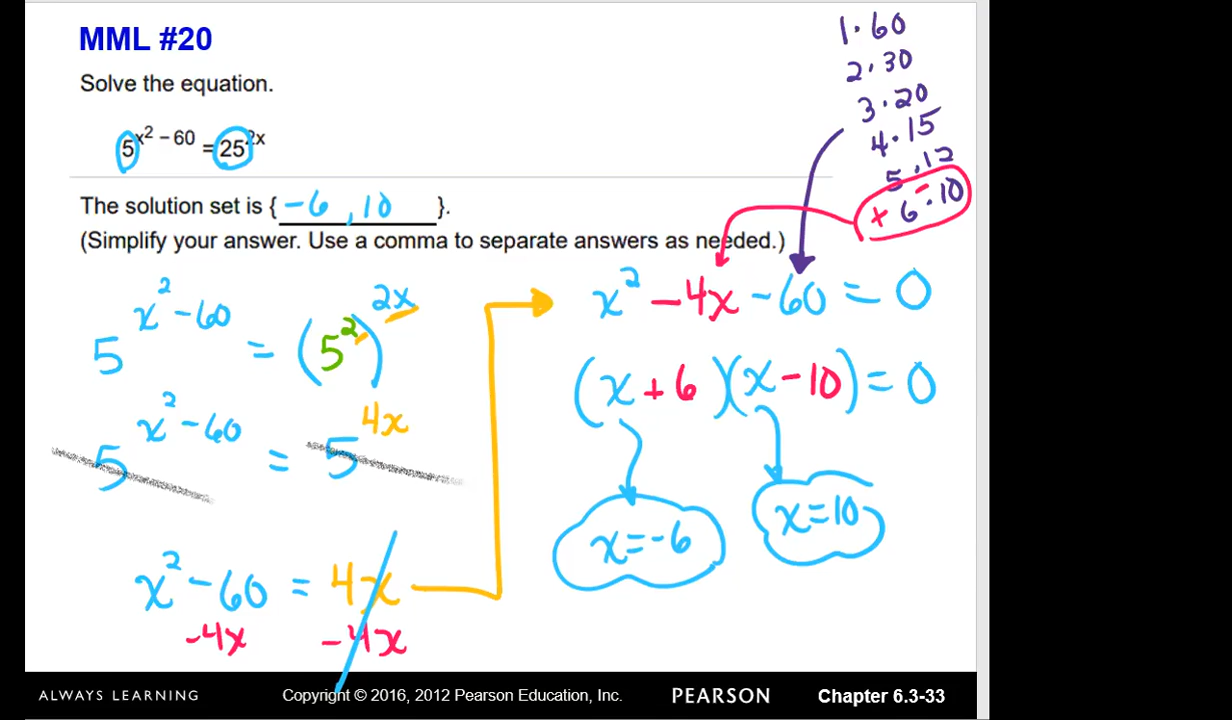 MML #20
Solve the equation.
5^(x² − 60) = 25^(2x)
The solution set is { -6, 10 }.
(Simplify your answer. Use a comma to separate answers as needed.)
1·60
2·30
3·20
4·15
5·12
+ 6·-10
5^(x²-60) = (5²)^(2x)
5^(x²-60) = 5^(4x)
x²-60 = 4x
-4x -4x
x² -4x -60 = 0
(x +6)(x -10) = 0
x=-6
x=10
ALWAYS LEARNING
Copyright © 2016, 2012 Pearson Education, Inc.
PEARSON
Chapter 6.3-33